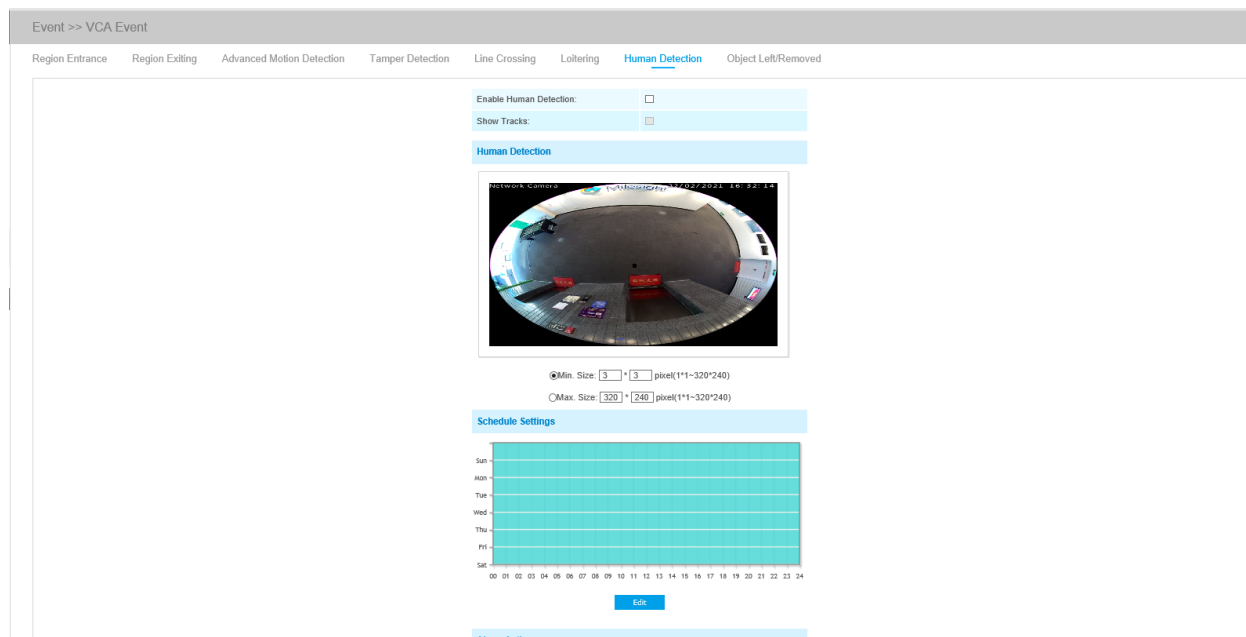 Event >> VCA Event
Region Entrance Region Exiting Advanced Motion Detection Tamper Detection Line Crossing Loitering Human Detection Object Left/Removed
Enable Human Detection:
Show Tracks:
Human Detection
Network Camera Milesight 23/02/2021 16:32:14
Min. Size: 3 * 3 pixel(1*1~320*240)
Max. Size: 320 * 240 pixel(1*1~320*240)
Schedule Settings
Sun
Mon
Tue
Wed
Thu
Fri
Sat
00 01 02 03 04 05 06 07 08 09 10 11 12 13 14 15 16 17 18 19 20 21 22 23 24
Edit